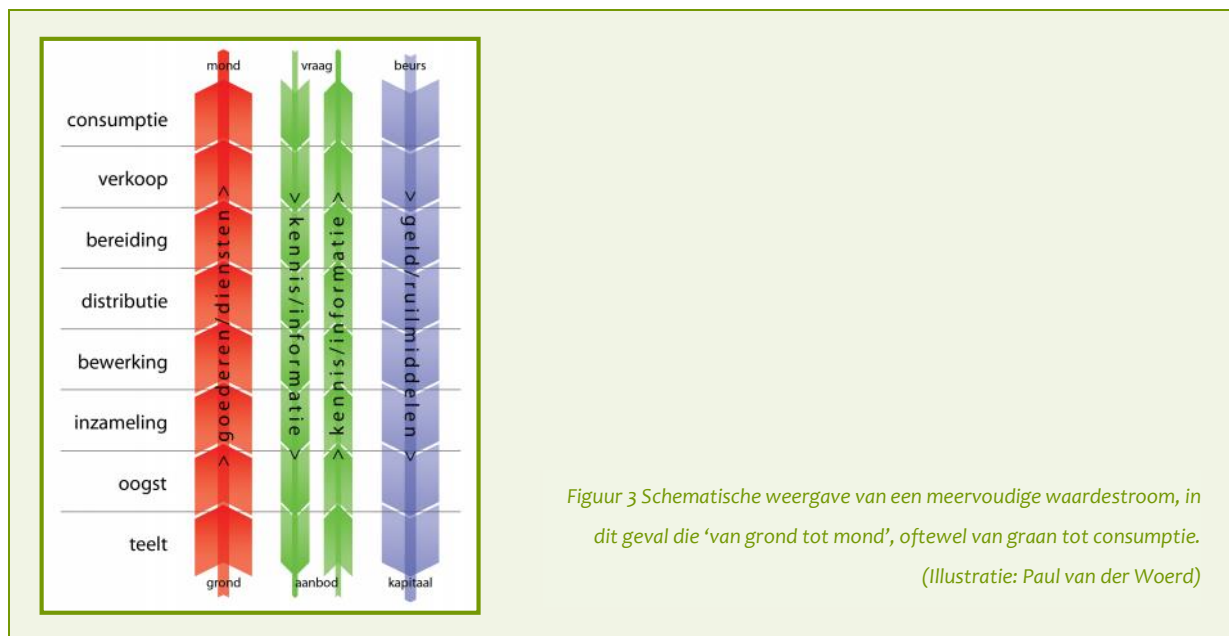 mond vraag beurs
consumptie
verkoop
bereiding
distributie
bewerking
inzameling
oogst
teelt
> goederen/diensten >
> kennis/informatie >
> kennis/informatie >
> geld/ruilmiddelen >
grond aanbod kapitaal
Figuur 3 Schematische weergave van een meervoudige waardestroom, in
dit geval die ‘van grond tot mond’, oftewel van graan tot consumptie.
(Illustratie: Paul van der Woerd)